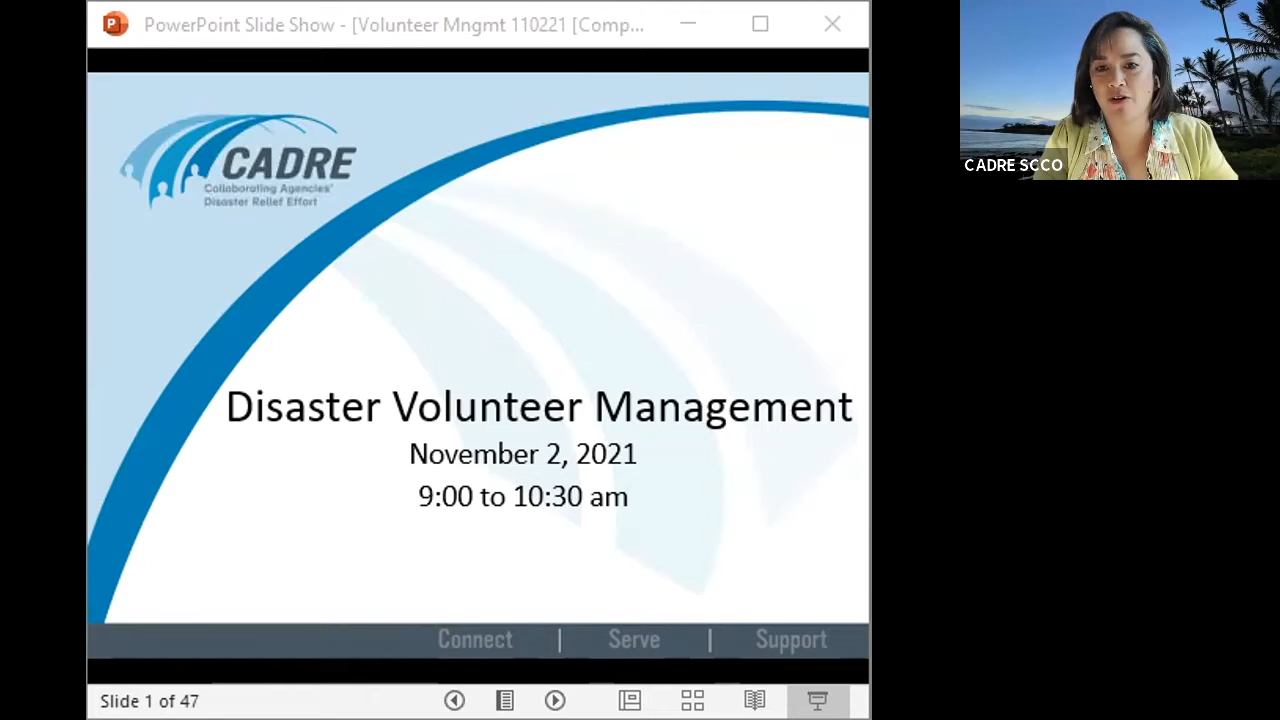 PowerPoint Slide Show - [Volunteer Mngmt 110221 [Comp...
CADRE
Collaborating Agencies'
Disaster Relief Effort
CADRE SCCO
Disaster Volunteer Management
November 2, 2021
9:00 to 10:30 am
Connect | Serve | Support
Slide 1 of 47